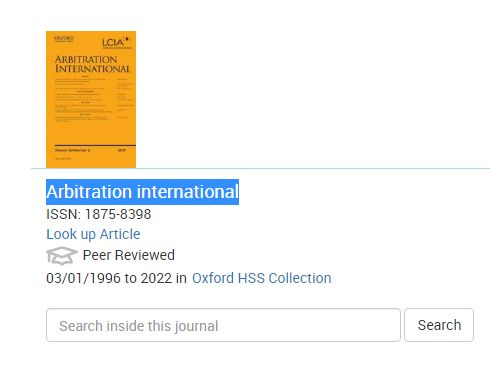 OXFORD
LCIA
ARBITRATION
INTERNATIONAL
Arbitration international
ISSN: 1875-8398
Look up Article
Peer Reviewed
03/01/1996 to 2022 in Oxford HSS Collection
Search inside this journal
Search